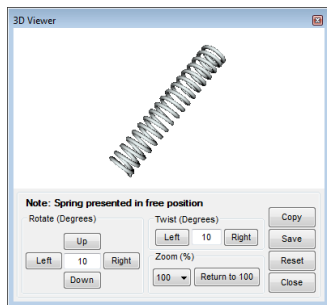 3D Viewer
Note: Spring presented in free position
Rotate (Degrees)
Up
Left 10 Right
Down
Twist (Degrees)
Left 10 Right
Zoom (%)
100 Return to 100
Copy
Save
Reset
Close